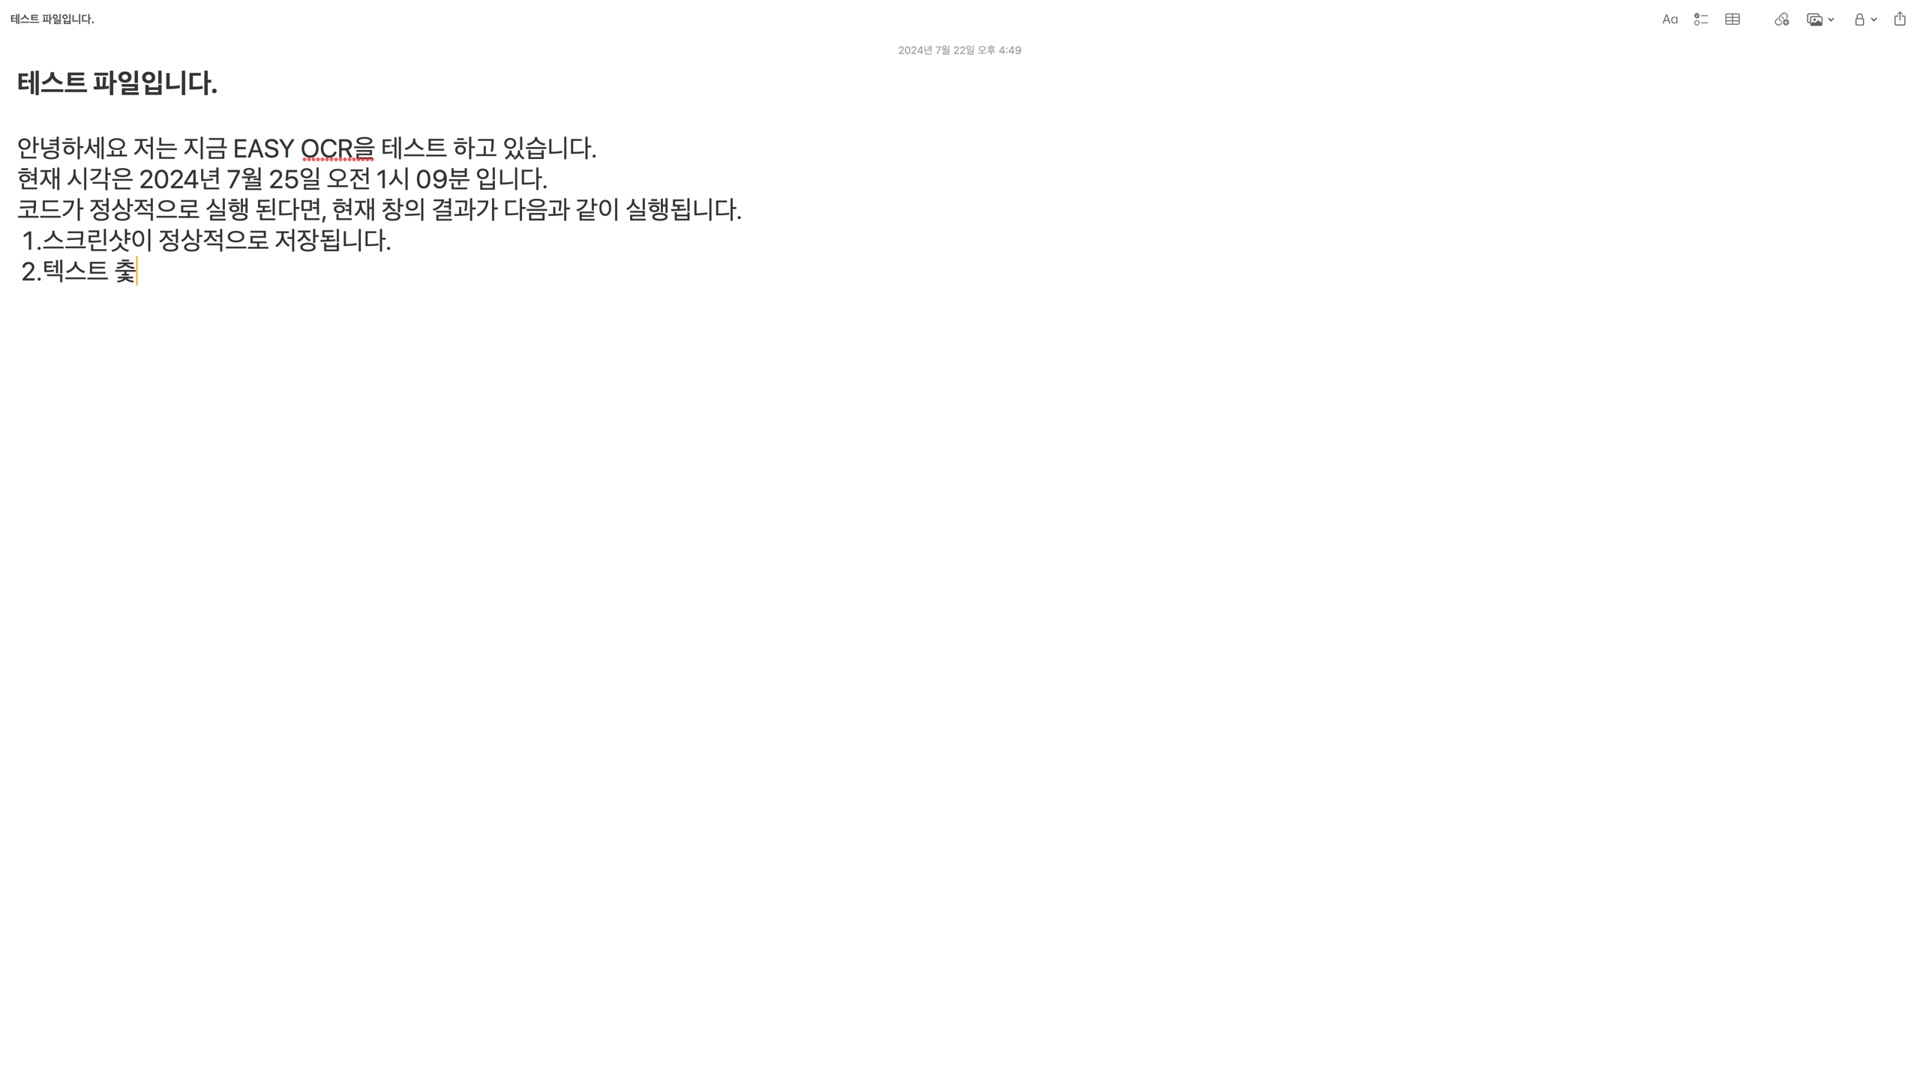 테스트 파일입니다.
Aa
2024년 7월 22일 오후 4:49
테스트 파일입니다.
안녕하세요 저는 지금 EASY OCR을 테스트 하고 있습니다.
현재 시각은 2024년 7월 25일 오전 1시 09분 입니다.
코드가 정상적으로 실행 된다면, 현재 창의 결과가 다음과 같이 실행됩니다.
1.스크린샷이 정상적으로 저장됩니다.
2.텍스트 춫